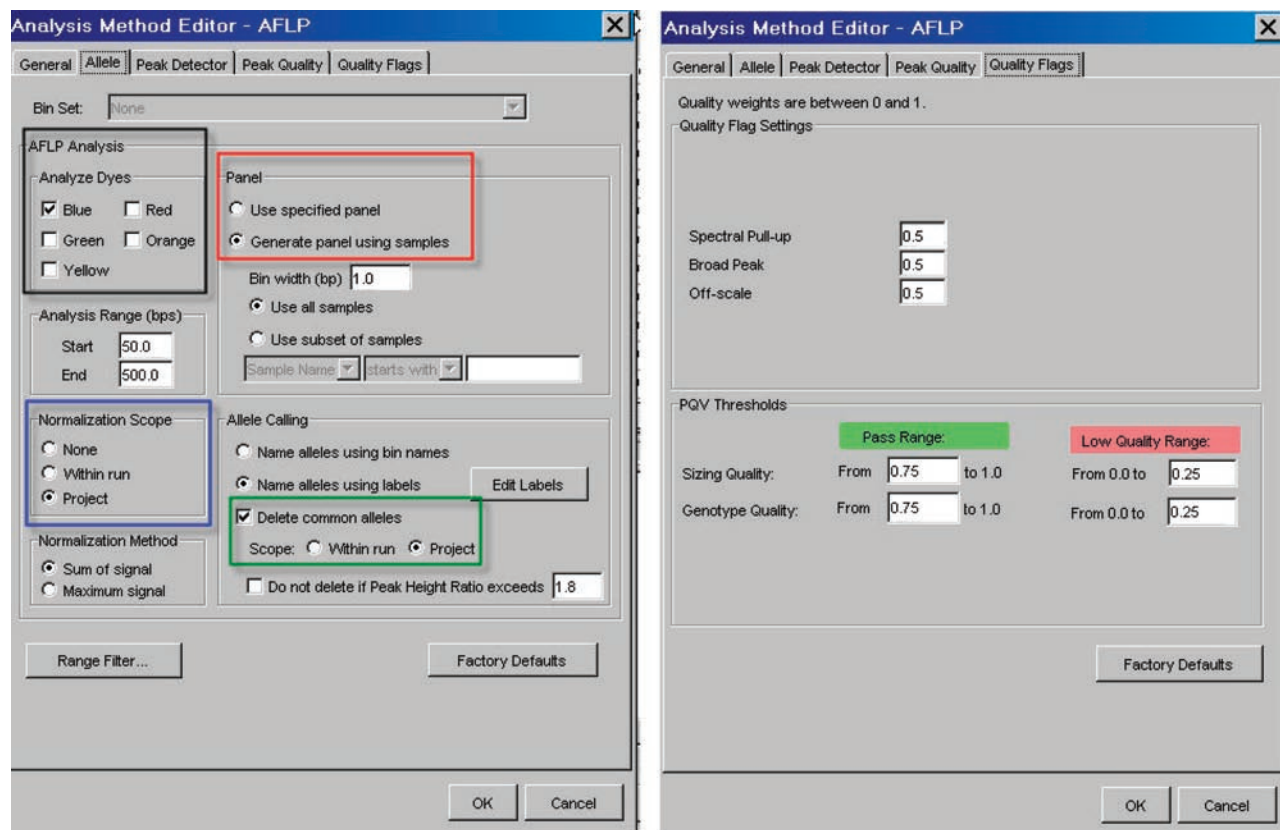 Analysis Method Editor - AFLP
General Allele Peak Detector Peak Quality Quality Flags
Bin Set: None
AFLP Analysis
Analyze Dyes
Blue Red
Green Orange
Yellow
Panel
Use specified panel
Generate panel using samples
Bin width (bp) 1.0
Use all samples
Use subset of samples
Sample Name starts with
Analysis Range (bps)
Start 50.0
End 500.0
Normalization Scope
None
Within run
Project
Allele Calling
Name alleles using bin names
Name alleles using labels Edit Labels
Delete common alleles
Scope: Within run Project
Do not delete if Peak Height Ratio exceeds 1.8
Normalization Method
Sum of signal
Maximum signal
Range Filter... Factory Defaults
OK Cancel
Analysis Method Editor - AFLP
General Allele Peak Detector Peak Quality Quality Flags
Quality weights are between 0 and 1.
Quality Flag Settings
Spectral Pull-up 0.5
Broad Peak 0.5
Off-scale 0.5
PQV Thresholds
Pass Range: Low Quality Range:
Sizing Quality: From 0.75 to 1.0 From 0.0 to 0.25
Genotype Quality: From 0.75 to 1.0 From 0.0 to 0.25
Factory Defaults
OK Cancel